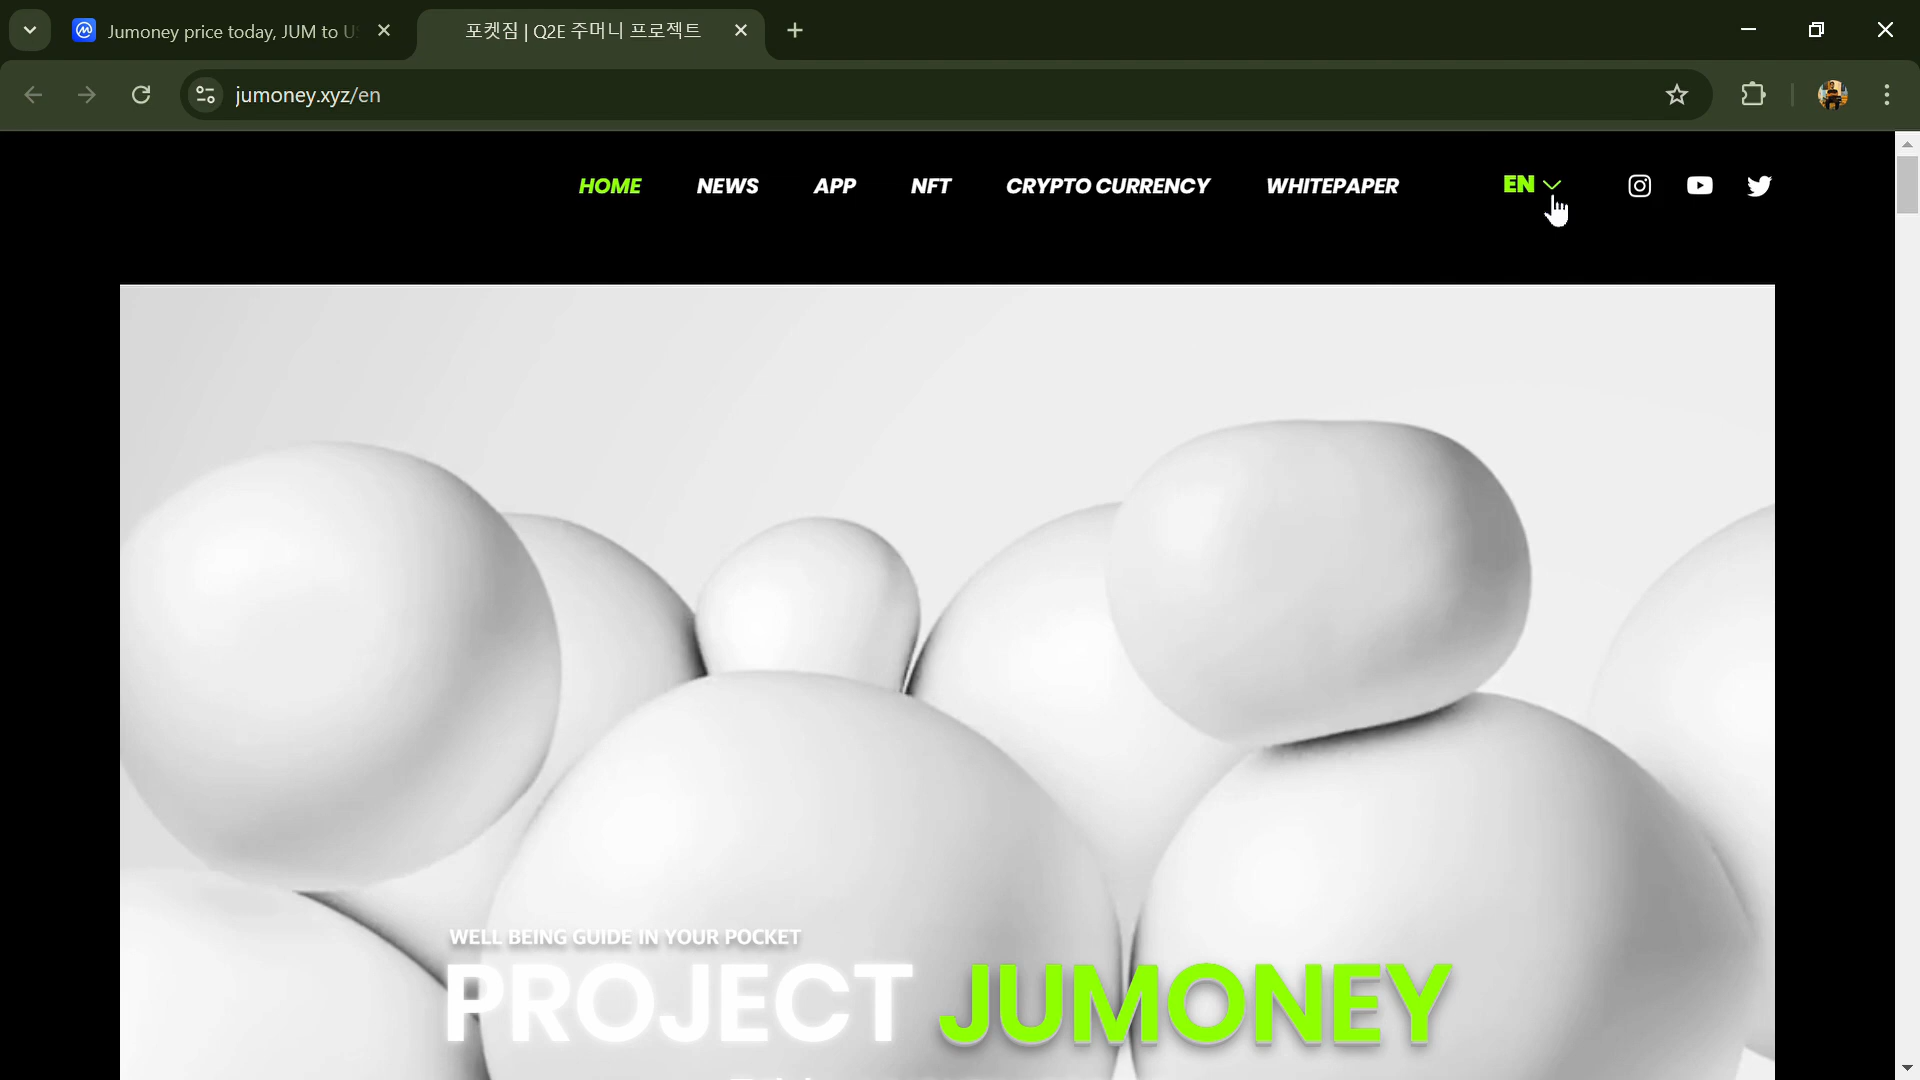 Jumoney price today, JUM to US
포켓짐 | Q2E 주머니 프로젝트
jumoney.xyz/en
HOME NEWS APP NFT CRYPTO CURRENCY WHITEPAPER EN
WELL BEING GUIDE IN YOUR POCKET
PROJECT JUMONEY